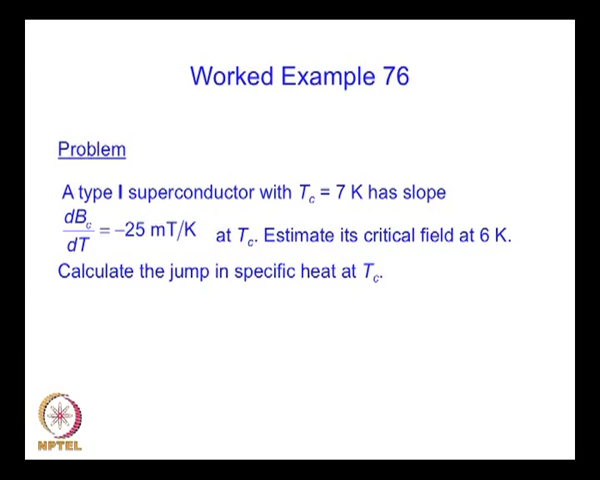 Worked Example 76
Problem
A type I superconductor with T_c = 7 K has slope
dB_c/dT = −25 mT/K at T_c. Estimate its critical field at 6 K.
Calculate the jump in specific heat at T_c.
NPTEL